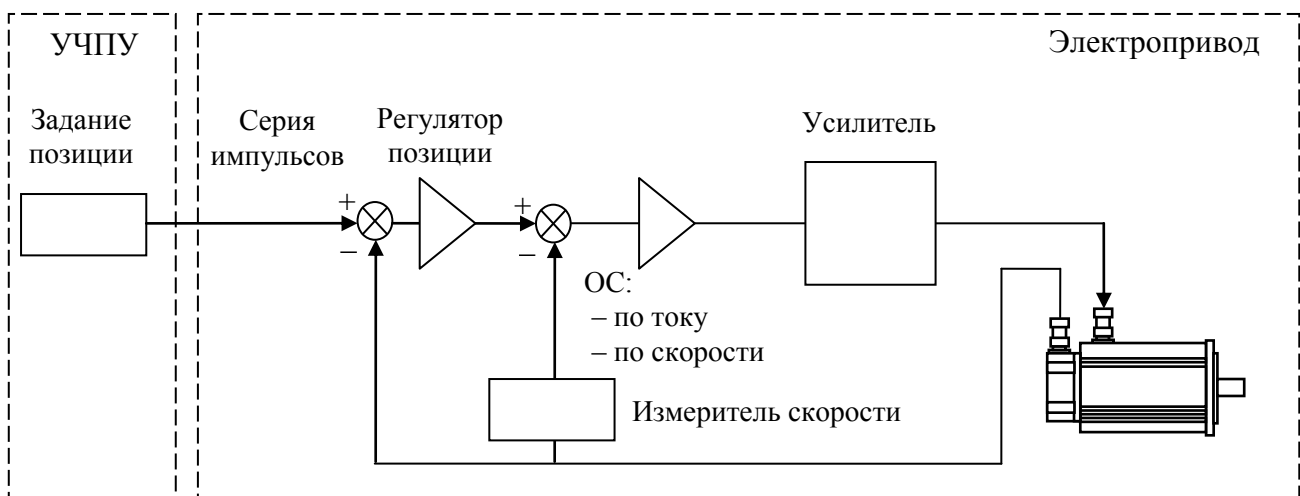 УЧПУ
Электропривод
Задание
позиции
Серия
импульсов
Регулятор
позиции
Усилитель
+
−
+
−
ОС:
− по току
− по скорости
Измеритель скорости